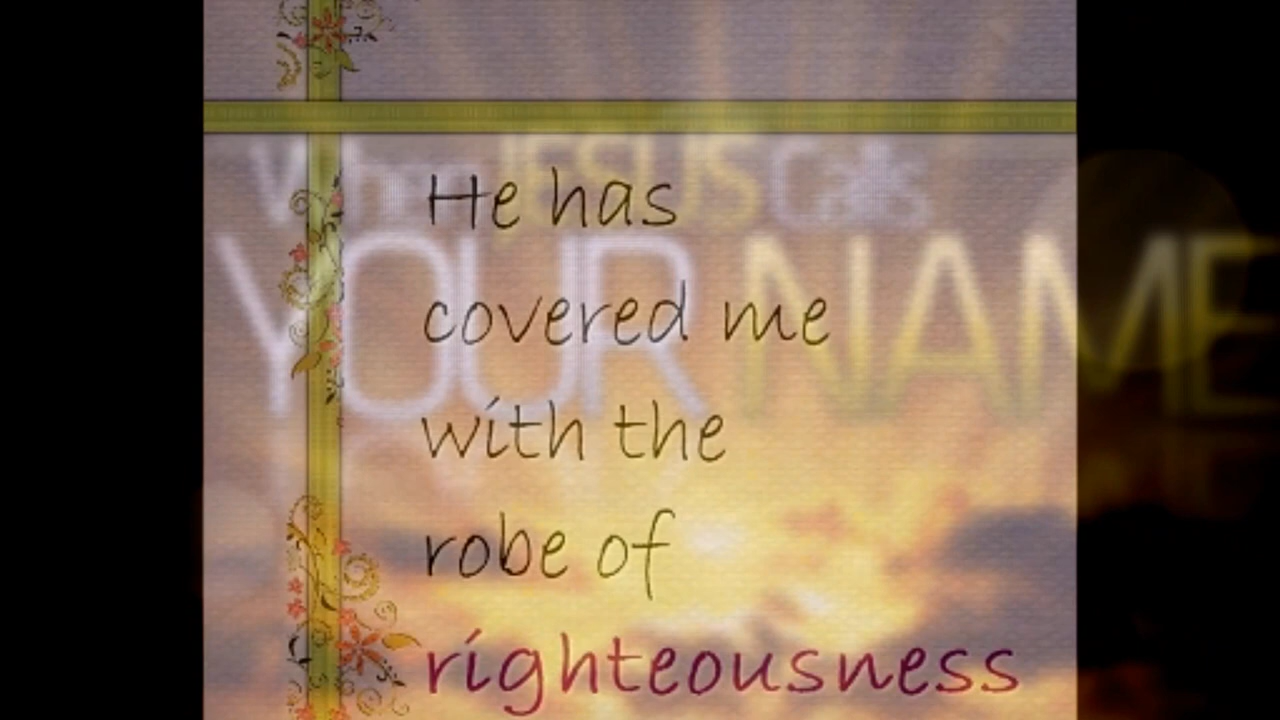 When JESUS Calls
YOUR NAME
He has
covered me
with the
robe of
righteousness